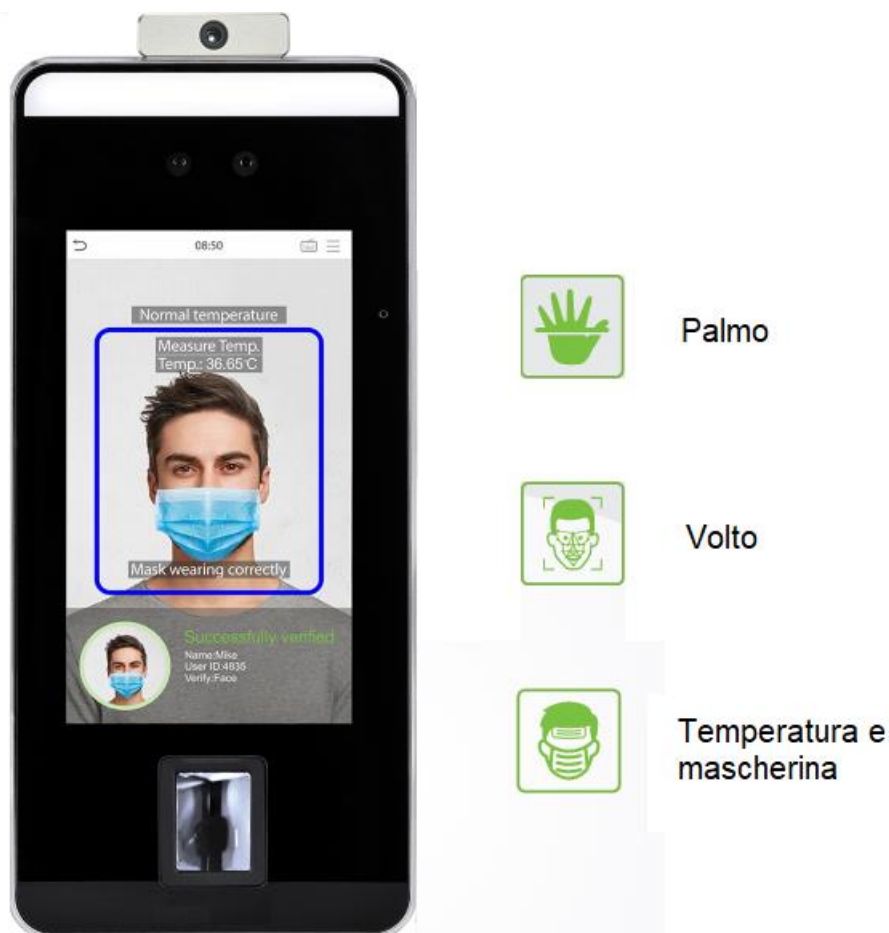 08:50
Normal temperature
Measure Temp.
Temp.: 36.65°C
Mask wearing correctly
Successfully verified
Name:Mike
User ID:4835
Verify:Face
Palmo
Volto
Temperatura e
mascherina